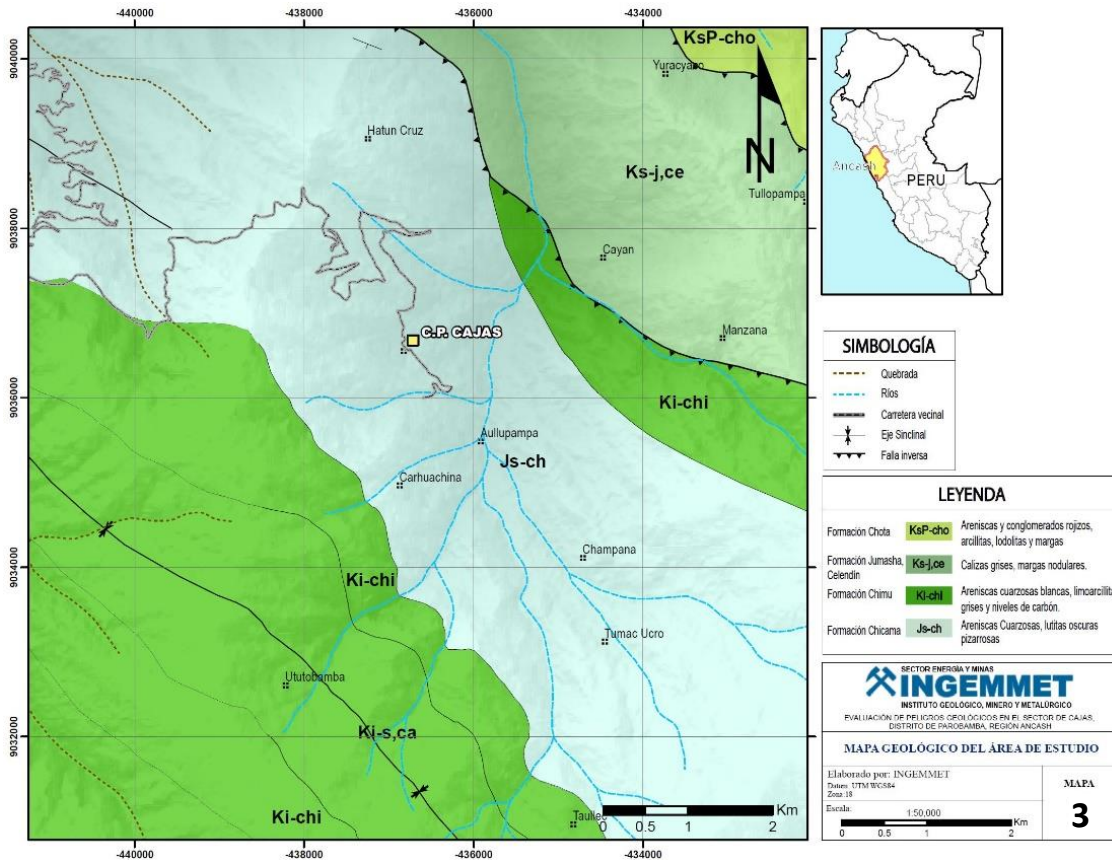 -440000
-438000
-436000
-434000
9040000
9038000
9036000
9034000
9032000
KsP-cho
Hatun Cruz
Ks-j,ce
Tullopampa
Cayan
C.P. CAJAS
Manzana
Ki-chi
Aullupampa
Js-ch
Carhuachina
Champana
Ki-chi
Tumac Ucro
Ututobamba
Ki-s,ca
Ki-chi
N
Km
0 0.5 1 2
-440000
-438000
-436000
-434000
Ancash
PERU
SIMBOLOGÍA
Quebrada
Ríos
Carretera vecinal
Eje Sinclinal
Falla inversa
LEYENDA
Formación Chota KsP-cho Areniscas y conglomerados rojizos,
arcillitas, lodolitas y margas
Formación Jumasha, Ks-j,ce Calizas grises, margas nodulares.
Celendín
Formación Chimu Ki-chi Areniscas cuarzosas blancas, limoarcillita
grises y niveles de carbón.
Formación Chicama Js-ch Areniscas Cuarzosas, lutitas oscuras
pizarrosas
SECTOR ENERGÍA Y MINAS
INGEMMET
INSTITUTO GEOLÓGICO, MINERO Y METALÚRGICO
EVALUACIÓN DE PELIGROS GEOLÓGICOS EN EL SECTOR DE CAJAS,
DISTRITO DE PAROBAMBA, REGIÓN ANCASH
MAPA GEOLÓGICO DEL ÁREA DE ESTUDIO
Elaborado por: INGEMMET
Datum: UTM WGS84
Zona: 18
Escala: 1:50,000
Km
0 0.5 1 2
MAPA
3